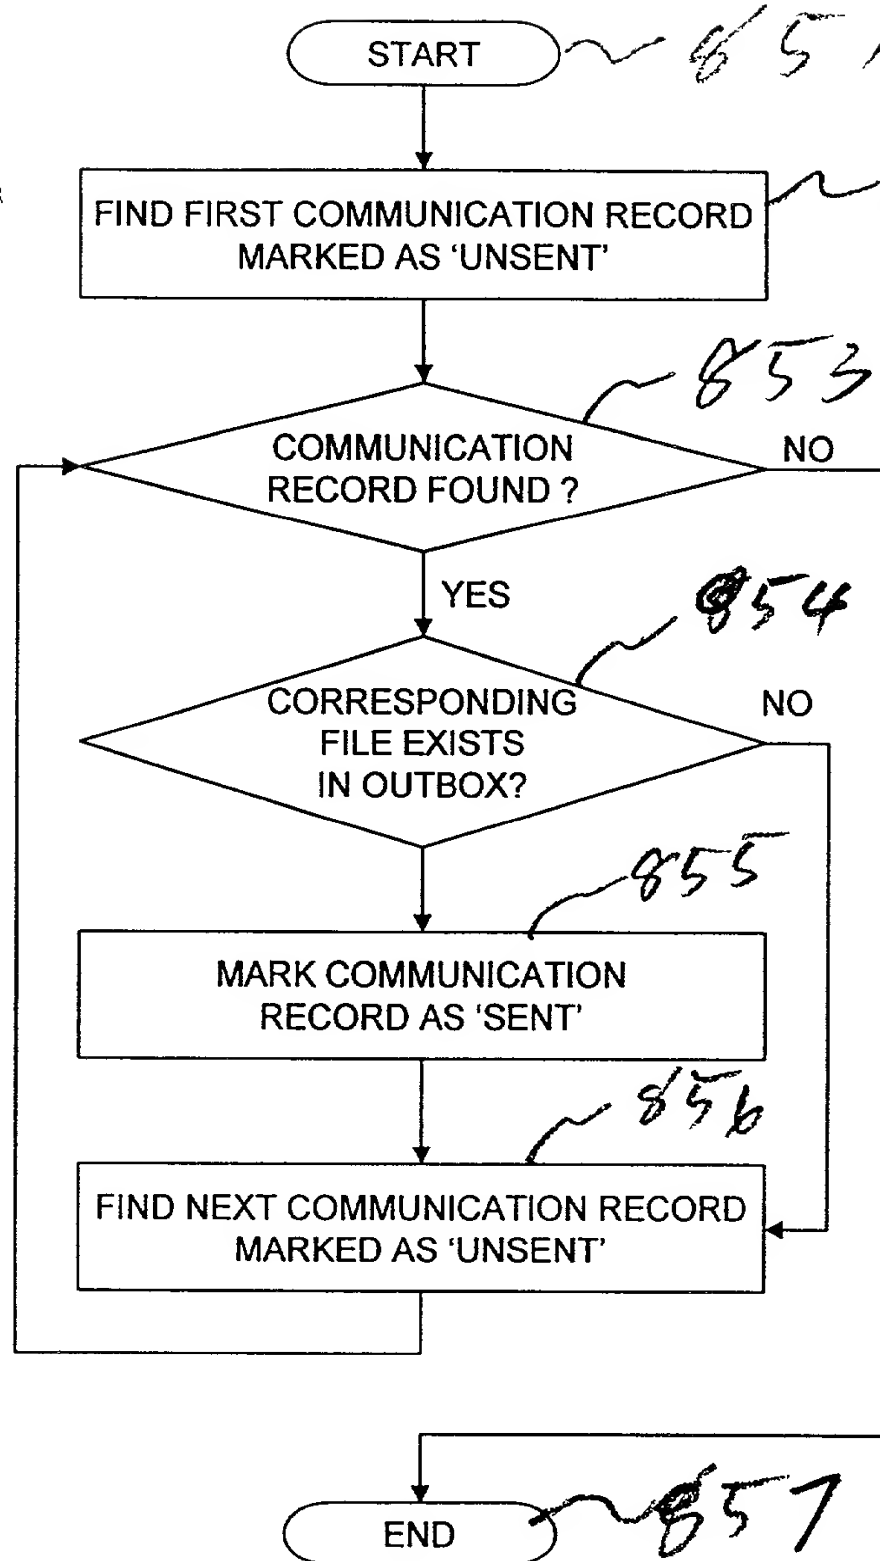 START
85
FIND FIRST COMMUNICATION RECORD
MARKED AS ‘UNSENT’
853
COMMUNICATION
RECORD FOUND ?
NO
YES
854
CORRESPONDING
FILE EXISTS
IN OUTBOX?
NO
855
MARK COMMUNICATION
RECORD AS ‘SENT’
856
FIND NEXT COMMUNICATION RECORD
MARKED AS ‘UNSENT’
END
857